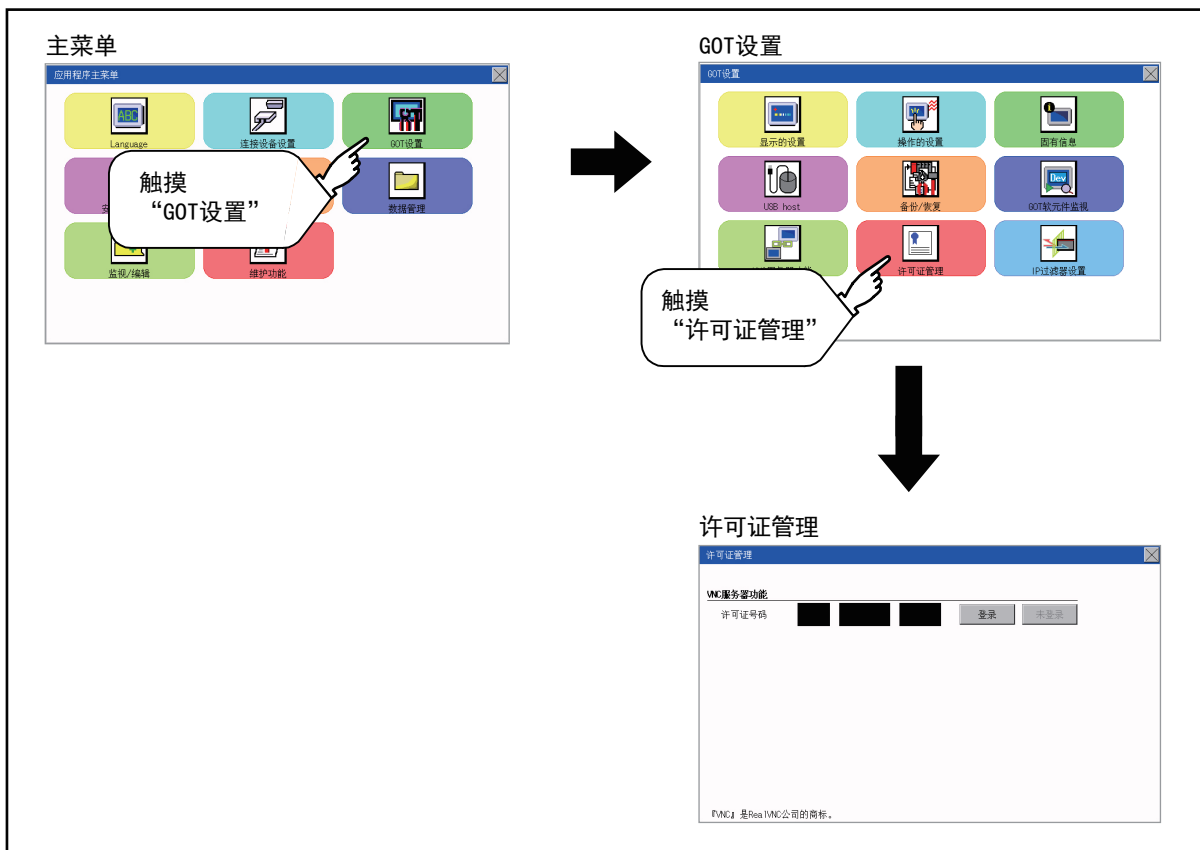 主菜单
应用程序主菜单
ABC
Language
连接设备设置
GOT设置
触摸
“GOT设置”
数据管理
监视/编辑
维护功能
GOT设置
GOT设置
显示的设置
操作的设置
固有信息
USB host
备份/恢复
Dev
GOT软元件监视
许可证管理
IP过滤器设置
触摸
“许可证管理”
许可证管理
许可证管理
VNC服务器功能
许可证号码
登录
未登录
『VNC』是RealVNC公司的商标。